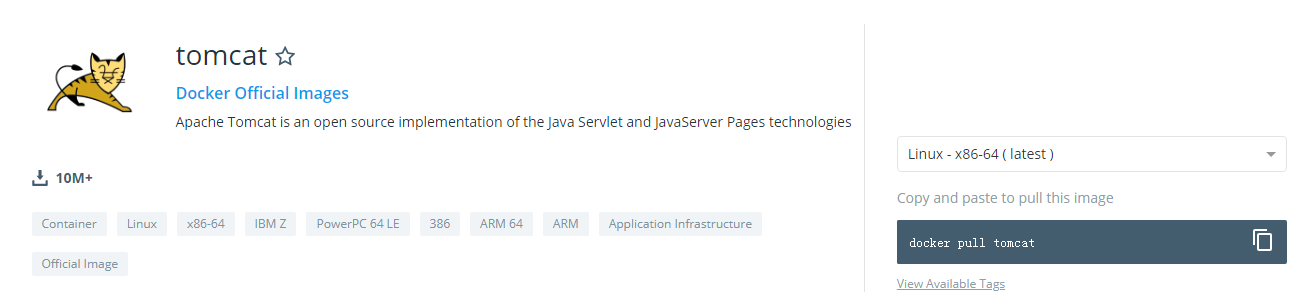 tomcat
Docker Official Images
Apache Tomcat is an open source implementation of the Java Servlet and JavaServer Pages technologies
10M+
Container Linux x86-64 IBM Z PowerPC 64 LE 386 ARM 64 ARM Application Infrastructure
Official Image
Linux - x86-64 ( latest )
Copy and paste to pull this image
docker pull tomcat
View Available Tags